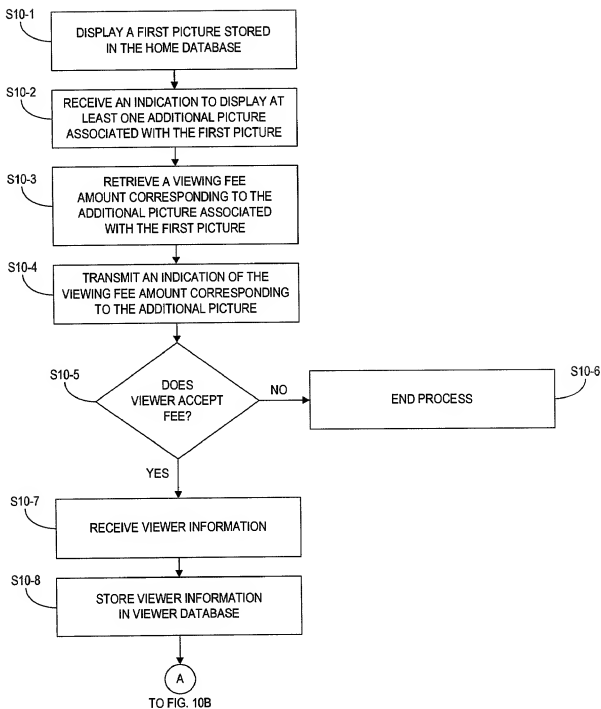 S10-1
DISPLAY A FIRST PICTURE STORED
IN THE HOME DATABASE
S10-2
RECEIVE AN INDICATION TO DISPLAY AT
LEAST ONE ADDITIONAL PICTURE
ASSOCIATED WITH THE FIRST PICTURE
S10-3
RETRIEVE A VIEWING FEE
AMOUNT CORRESPONDING TO THE
ADDITIONAL PICTURE ASSOCIATED
WITH THE FIRST PICTURE
S10-4
TRANSMIT AN INDICATION OF THE
VIEWING FEE AMOUNT CORRESPONDING
TO THE ADDITIONAL PICTURE
S10-5
DOES
VIEWER ACCEPT
FEE?
NO
S10-6
END PROCESS
YES
S10-7
RECEIVE VIEWER INFORMATION
S10-8
STORE VIEWER INFORMATION
IN VIEWER DATABASE
A
TO FIG. 10B